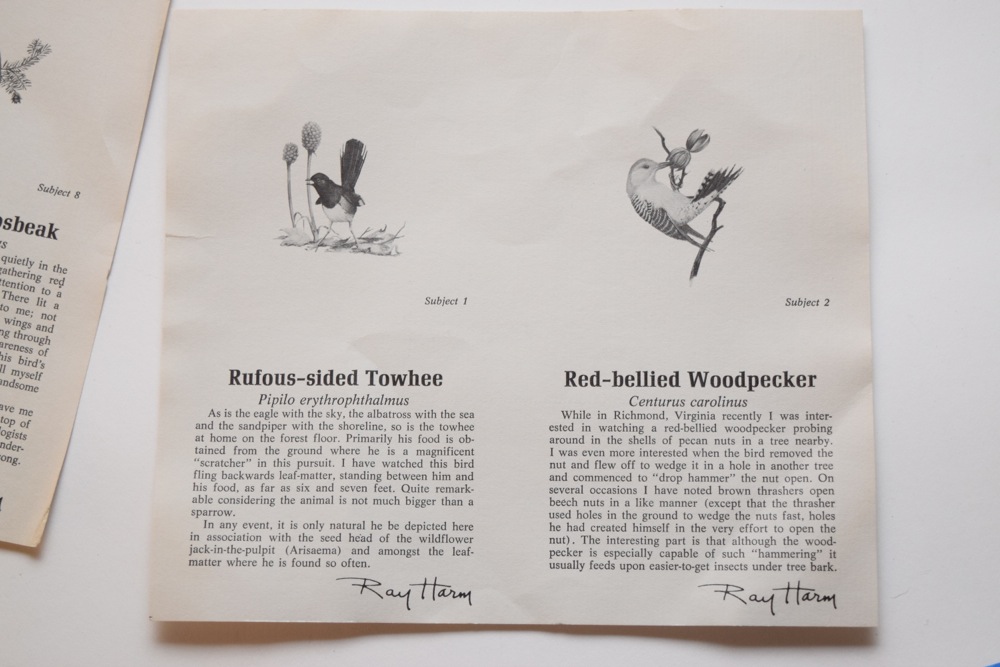 Subject 8
sbeak
quietly in the
gathering red
ttention to a
There lit a
to me; not
wings and
ng through
areness of
his bird's
ll myself
andsome
ave me
top of
logists
nder-
ong.
Subject 1
Rufous-sided Towhee
Pipilo erythrophthalmus
As is the eagle with the sky, the albatross with the sea
and the sandpiper with the shoreline, so is the towhee
at home on the forest floor. Primarily his food is ob-
tained from the ground where he is a magnificent
"scratcher" in this pursuit. I have watched this bird
fling backwards leaf-matter, standing between him and
his food, as far as six and seven feet. Quite remark-
able considering the animal is not much bigger than a
sparrow.
In any event, it is only natural he be depicted here
in association with the seed head of the wildflower
jack-in-the-pulpit (Arisaema) and amongst the leaf-
matter where he is found so often.
Ray Harm
Subject 2
Red-bellied Woodpecker
Centurus carolinus
While in Richmond, Virginia recently I was inter-
ested in watching a red-bellied woodpecker probing
around in the shells of pecan nuts in a tree nearby.
I was even more interested when the bird removed the
nut and flew off to wedge it in a hole in another tree
and commenced to "drop hammer" the nut open. On
several occasions I have noted brown thrashers open
beech nuts in a like manner (except that the thrasher
used holes in the ground to wedge the nuts fast, holes
he had created himself in the very effort to open the
nut). The interesting part is that although the wood-
pecker is especially capable of such "hammering" it
usually feeds upon easier-to-get insects under tree bark.
Ray Harm